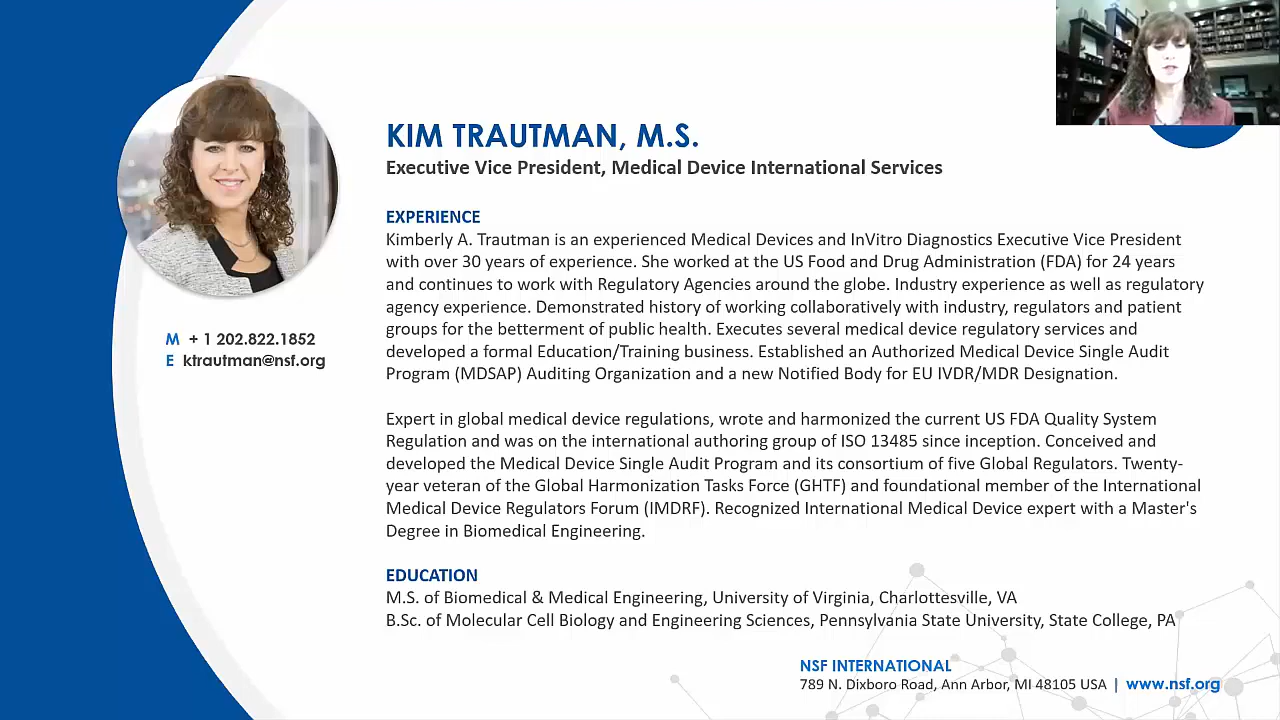 KIM TRAUTMAN, M.S.
Executive Vice President, Medical Device International Services
EXPERIENCE
Kimberly A. Trautman is an experienced Medical Devices and InVitro Diagnostics Executive Vice President
with over 30 years of experience. She worked at the US Food and Drug Administration (FDA) for 24 years
and continues to work with Regulatory Agencies around the globe. Industry experience as well as regulatory
agency experience. Demonstrated history of working collaboratively with industry, regulators and patient
groups for the betterment of public health. Executes several medical device regulatory services and
developed a formal Education/Training business. Established an Authorized Medical Device Single Audit
Program (MDSAP) Auditing Organization and a new Notified Body for EU IVDR/MDR Designation.
Expert in global medical device regulations, wrote and harmonized the current US FDA Quality System
Regulation and was on the international authoring group of ISO 13485 since inception. Conceived and
developed the Medical Device Single Audit Program and its consortium of five Global Regulators. Twenty-
year veteran of the Global Harmonization Tasks Force (GHTF) and foundational member of the International
Medical Device Regulators Forum (IMDRF). Recognized International Medical Device expert with a Master's
Degree in Biomedical Engineering.
EDUCATION
M.S. of Biomedical & Medical Engineering, University of Virginia, Charlottesville, VA
B.Sc. of Molecular Cell Biology and Engineering Sciences, Pennsylvania State University, State College, PA
M + 1 202.822.1852
E ktrautman@nsf.org
NSF INTERNATIONAL
789 N. Dixboro Road, Ann Arbor, MI 48105 USA | www.nsf.org